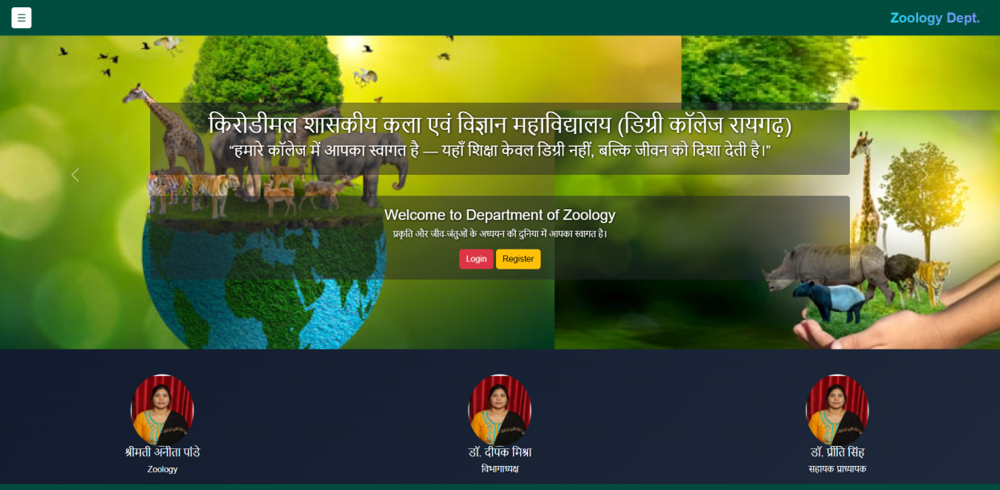 ☰
Zoology Dept.
किरोडीमल शासकीय कला एवं विज्ञान महाविद्यालय (डिग्री कॉलेज रायगढ़)
“हमारे कॉलेज में आपका स्वागत है — यहाँ शिक्षा केवल डिग्री नहीं, बल्कि जीवन को दिशा देती है।”
Welcome to Department of Zoology
प्रकृति और जीव-जंतुओं के अध्ययन की दुनिया में आपका स्वागत है।
Login Register
श्रीमती अनीता पांडे डॉ. दीपक मिश्रा डॉ. प्रीति सिंह
Zoology विभागाध्यक्ष सहायक प्राध्यापक